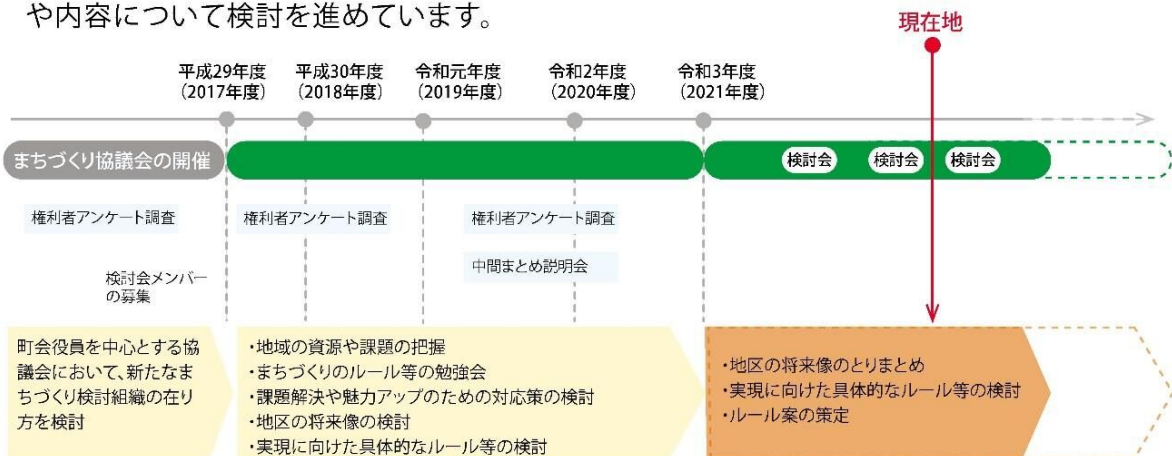 や内容について検討を進めています。
現在地
平成29年度
(2017年度)
平成30年度
(2018年度)
令和元年度
(2019年度)
令和2年度
(2020年度)
令和3年度
(2021年度)
まちづくり協議会の開催
検討会
検討会
検討会
権利者アンケート調査
権利者アンケート調査
権利者アンケート調査
中間まとめ説明会
検討会メンバー
の募集
町会役員を中心とする協
議会において、新たなま
ちづくり検討組織の在り
方を検討
・地域の資源や課題の把握
・まちづくりのルール等の勉強会
・課題解決や魅力アップのための対応策の検討
・地区の将来像の検討
・実現に向けた具体的なルール等の検討
・地区の将来像のとりまとめ
・実現に向けた具体的なルール等の検討
・ルール案の策定